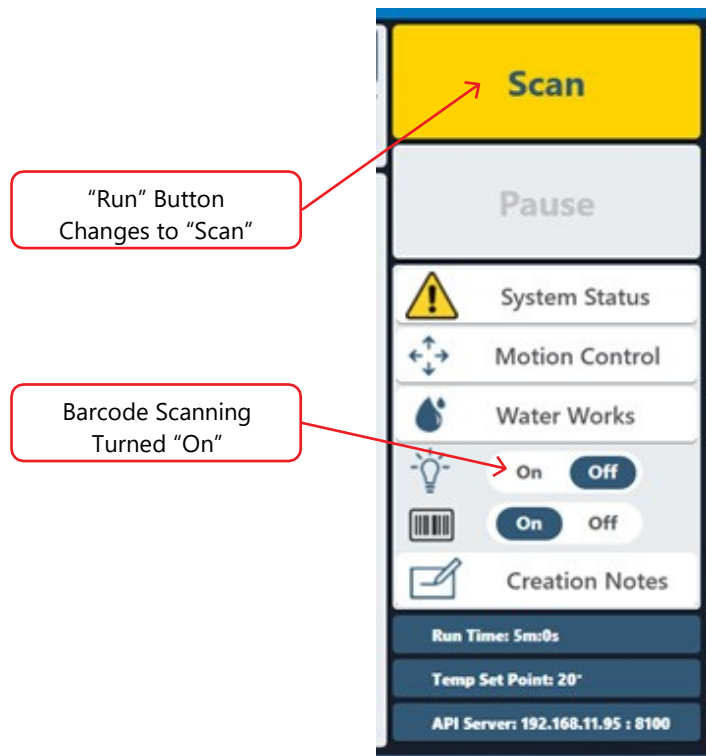 Scan
“Run” Button
Changes to “Scan”
Pause
System Status
Motion Control
Barcode Scanning
Turned “On”
Water Works
On Off
On Off
Creation Notes
Run Time: 5m:0s
Temp Set Point: 20°
API Server: 192.168.11.95 : 8100